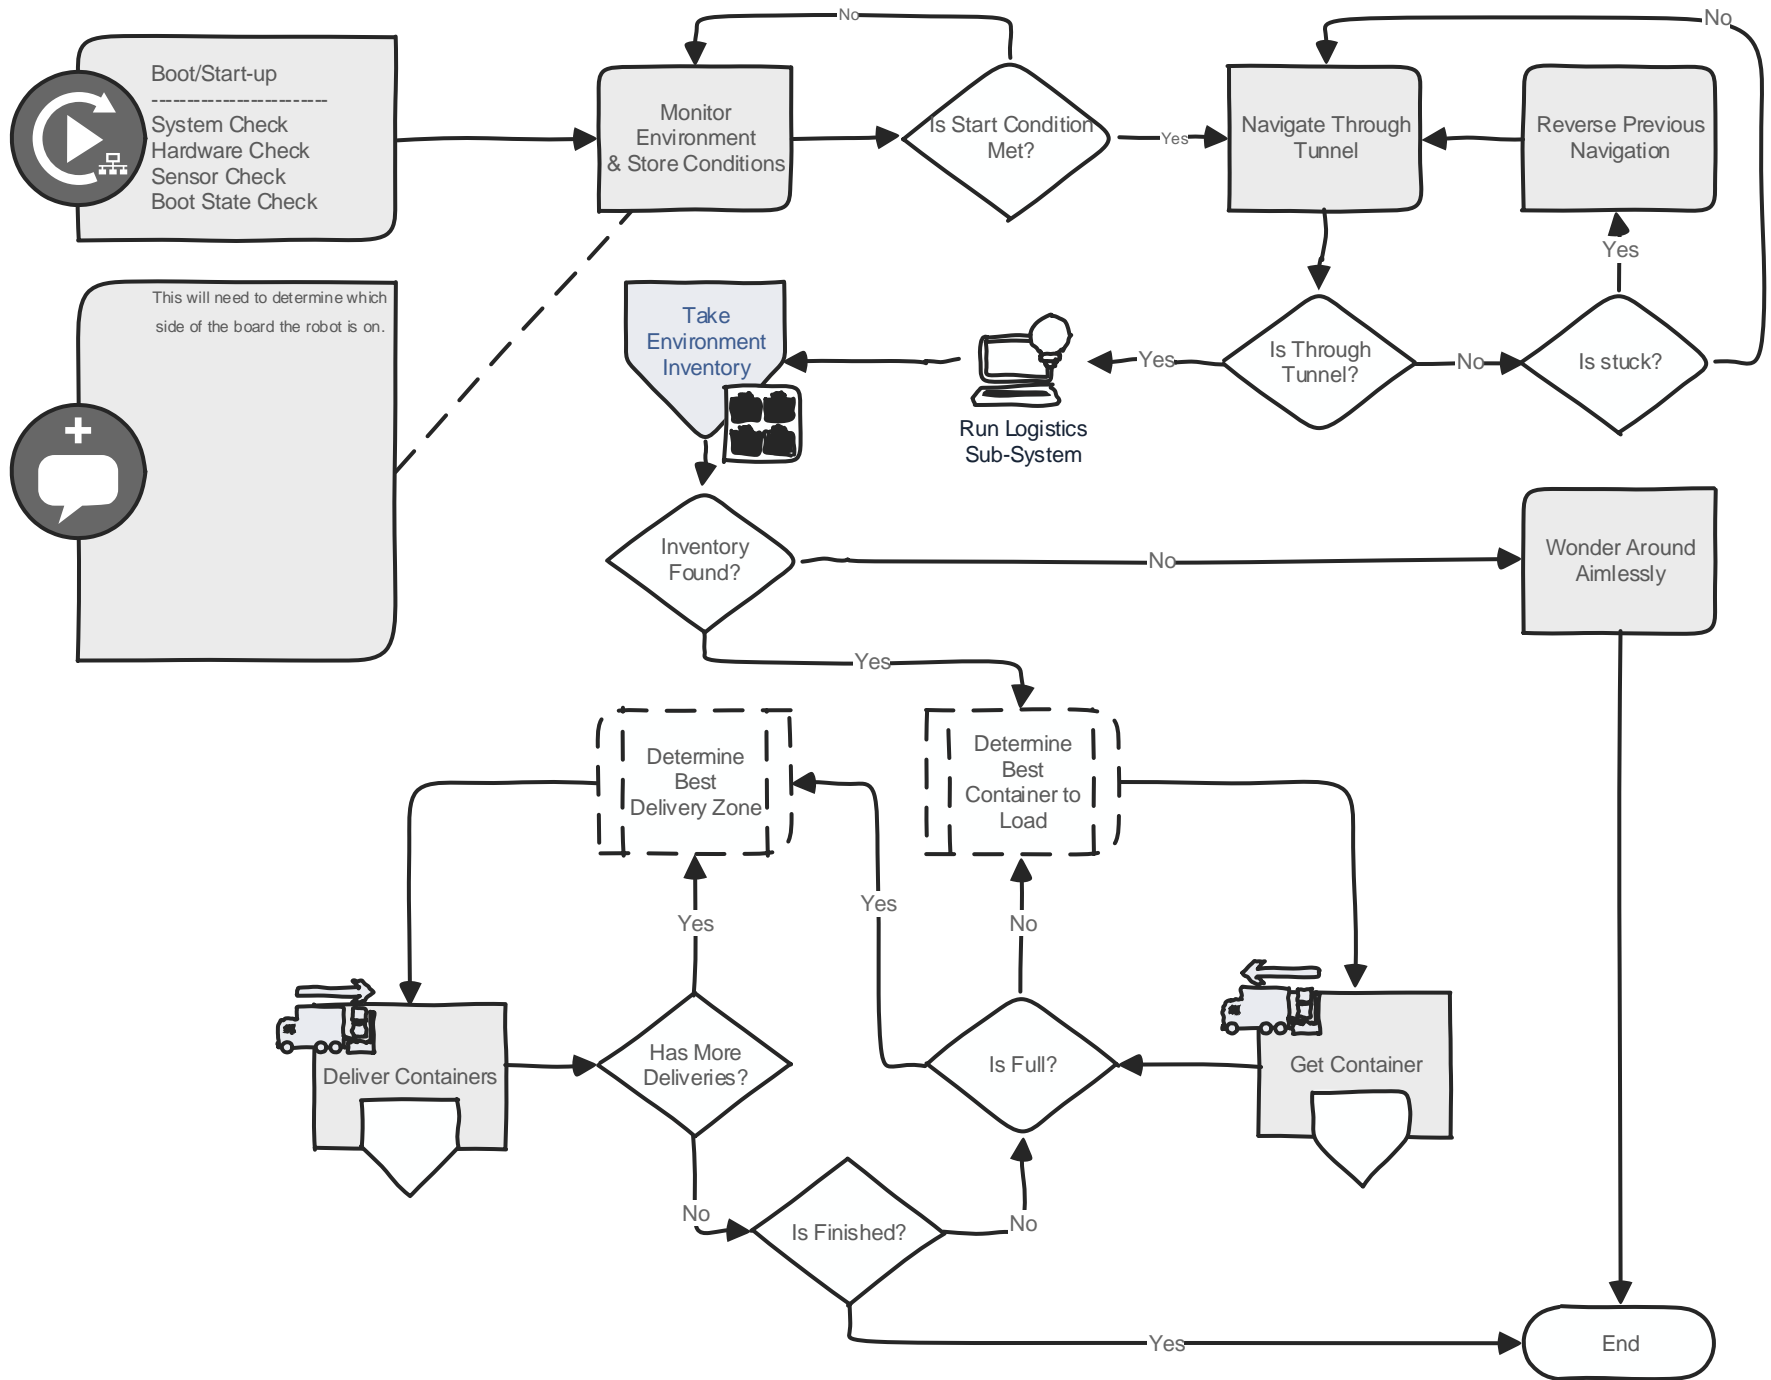 No
No
Boot/Start-up
-------------------------
System Check
Hardware Check
Sensor Check
Boot State Check
Monitor
Environment
& Store Conditions
Is Start Condition
Met?
Yes
Navigate Through
Tunnel
Reverse Previous
Navigation
Yes
This will need to determine which
side of the board the robot is on.
Take
Environment
Inventory
Run Logistics
Sub-System
Yes
Is Through
Tunnel?
No
Is stuck?
Inventory
Found?
No
Wonder Around
Aimlessly
Yes
Determine
Best
Delivery Zone
Determine
Best
Container to
Load
Yes
Yes
No
Deliver Containers
Has More
Deliveries?
Is Full?
Get Container
No
Is Finished?
No
Yes
End